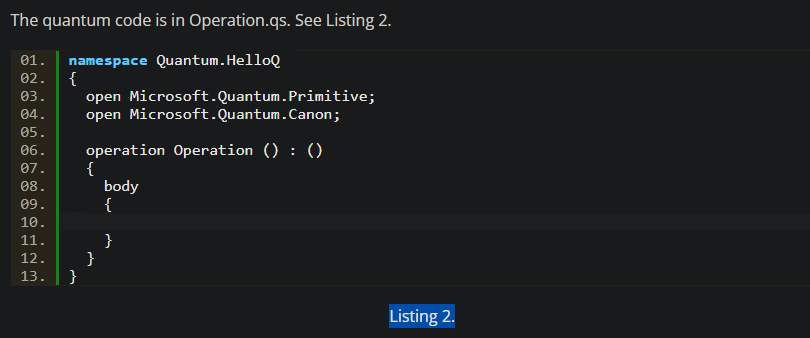 The quantum code is in Operation.qs. See Listing 2.
01. namespace Quantum.HelloQ
02. {
03.   open Microsoft.Quantum.Primitive;
04.   open Microsoft.Quantum.Canon;
05.
06.   operation Operation () : ()
07.   {
08.     body
09.     {
10.
11.     }
12.   }
13. }
Listing 2.